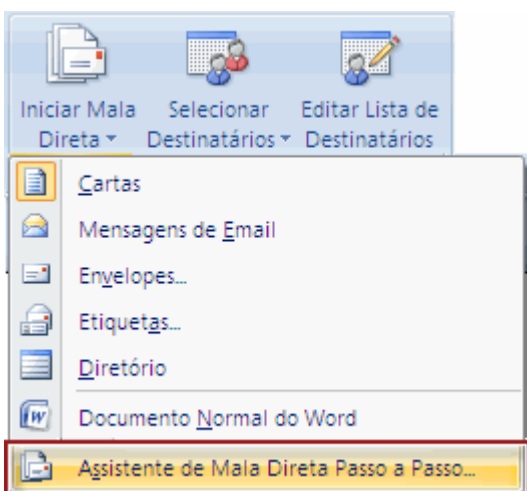 Iniciar Mala Selecionar Editar Lista de
Direta Destinatários Destinatários
Cartas
Mensagens de Email
Envelopes...
Etiquetas...
Diretório
Documento Normal do Word
Assistente de Mala Direta Passo a Passo...